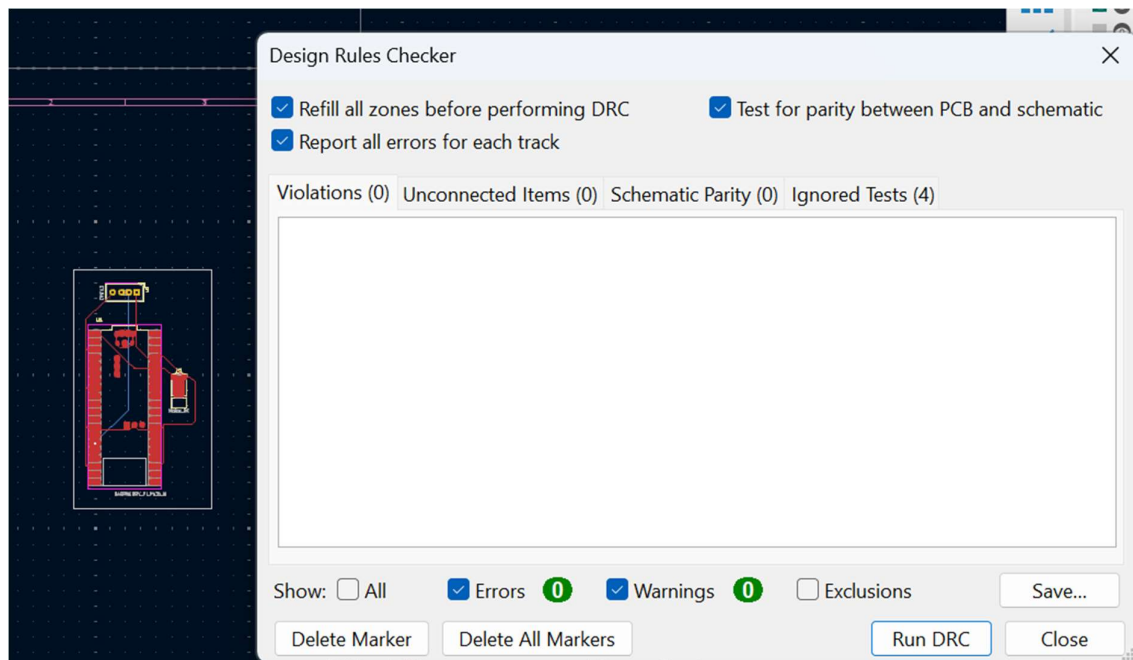 Design Rules Checker
Refill all zones before performing DRC
Test for parity between PCB and schematic
Report all errors for each track
Violations (0) Unconnected Items (0) Schematic Parity (0) Ignored Tests (4)
Show: All Errors 0 Warnings 0 Exclusions Save...
Delete Marker Delete All Markers Run DRC Close
2